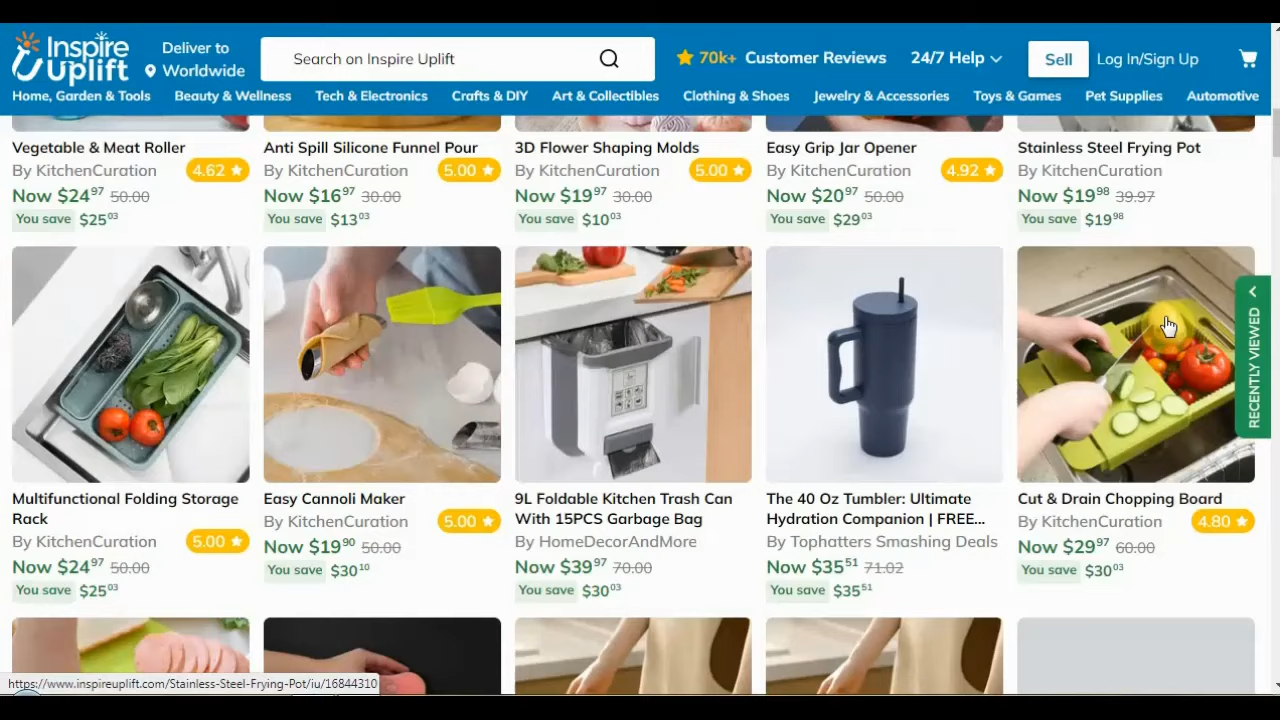 Inspire Uplift
Deliver to
Worldwide
Search on Inspire Uplift
70k+ Customer Reviews
24/7 Help
Sell
Log In/Sign Up
Home, Garden & Tools Beauty & Wellness Tech & Electronics Crafts & DIY Art & Collectibles Clothing & Shoes Jewelry & Accessories Toys & Games Pet Supplies Automotive
Vegetable & Meat Roller
By KitchenCuration 4.62
Now $24.97 50.00
You save $25.03
Anti Spill Silicone Funnel Pour
By KitchenCuration 5.00
Now $16.97 30.00
You save $13.03
3D Flower Shaping Molds
By KitchenCuration 5.00
Now $19.97 30.00
You save $10.03
Easy Grip Jar Opener
By KitchenCuration 4.92
Now $20.97 50.00
You save $29.03
Stainless Steel Frying Pot
By KitchenCuration
Now $19.98 39.97
You save $19.98
RECENTLY VIEWED
Multifunctional Folding Storage
Rack
By KitchenCuration 5.00
Now $24.97 50.00
You save $25.03
Easy Cannoli Maker
By KitchenCuration 5.00
Now $19.90 50.00
You save $30.10
9L Foldable Kitchen Trash Can
With 15PCS Garbage Bag
By HomeDecorAndMore
Now $39.97 70.00
You save $30.03
The 40 Oz Tumbler: Ultimate
Hydration Companion | FREE...
By Tophatters Smashing Deals
Now $35.51 71.02
You save $35.51
Cut & Drain Chopping Board
By KitchenCuration 4.80
Now $29.97 60.00
You save $30.03
https://www.inspireuplift.com/Stainless-Steel-Frying-Pot/iu/16844310